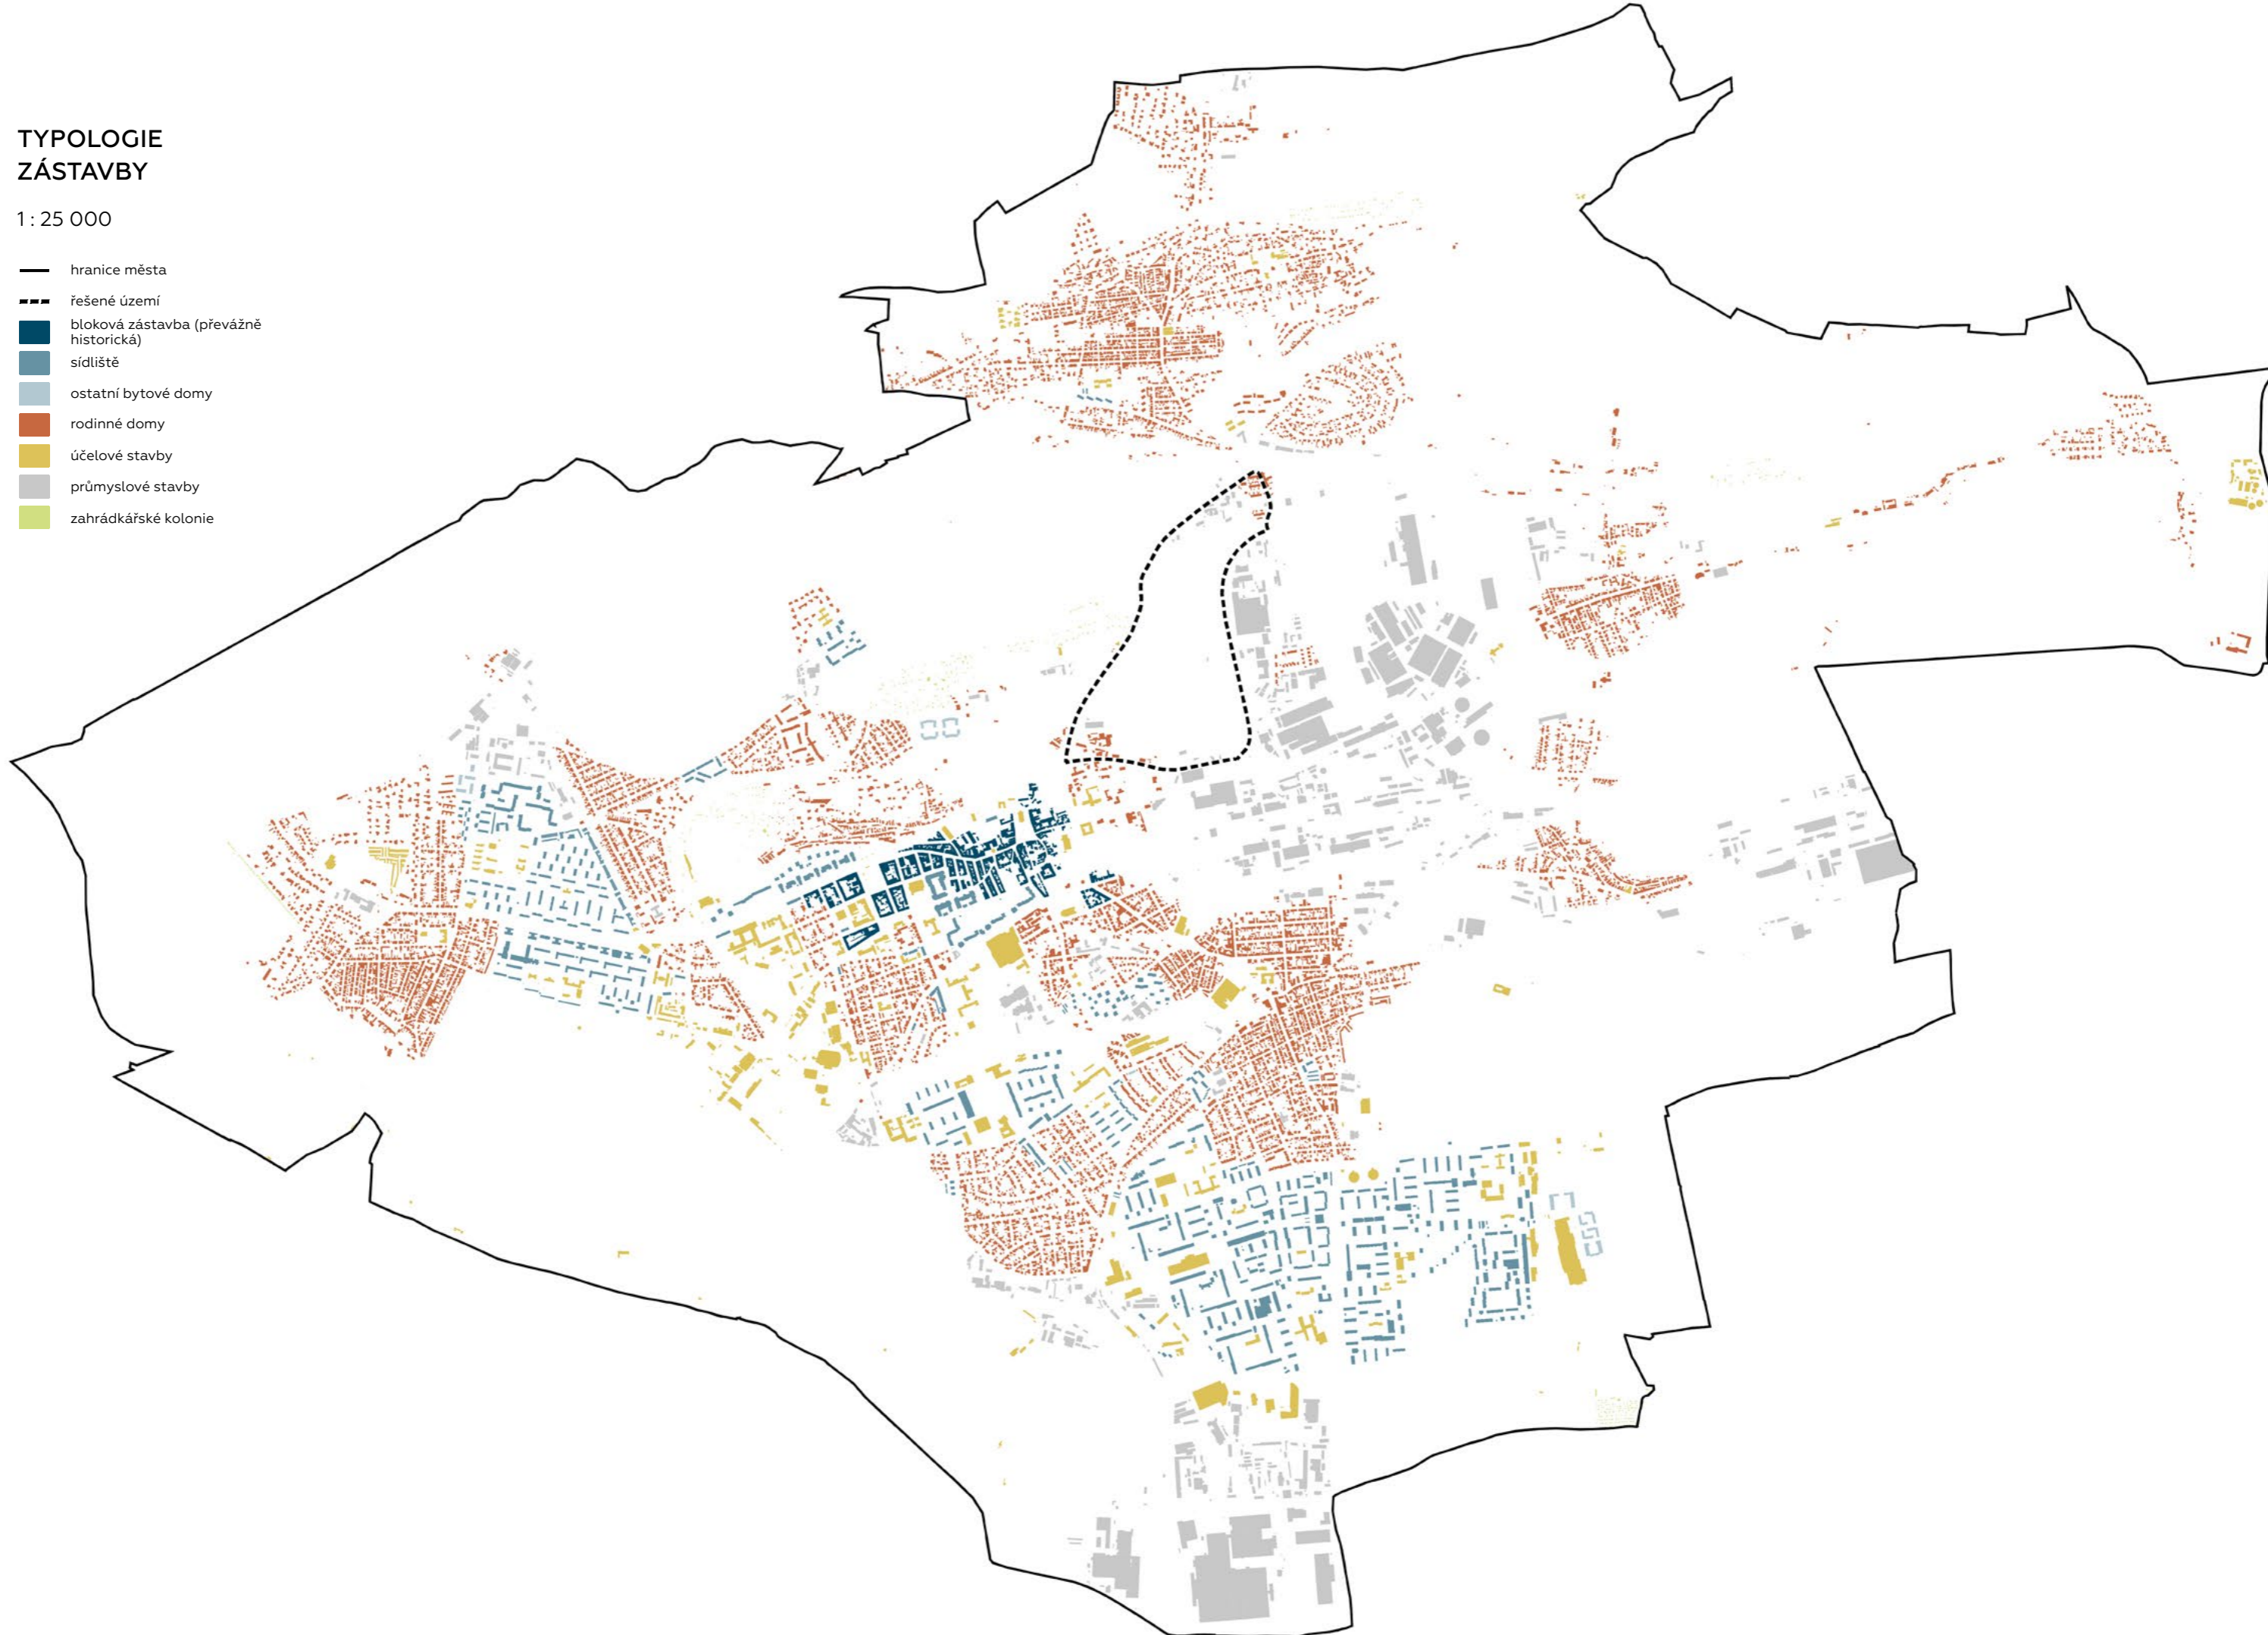 TYPOLOGIE
ZÁSTAVBY
1 : 25 000
hranice města
řešené území
bloková zástavba (převážně
historická)
sídliště
ostatní bytové domy
rodinné domy
účelové stavby
průmyslové stavby
zahrádkářské kolonie